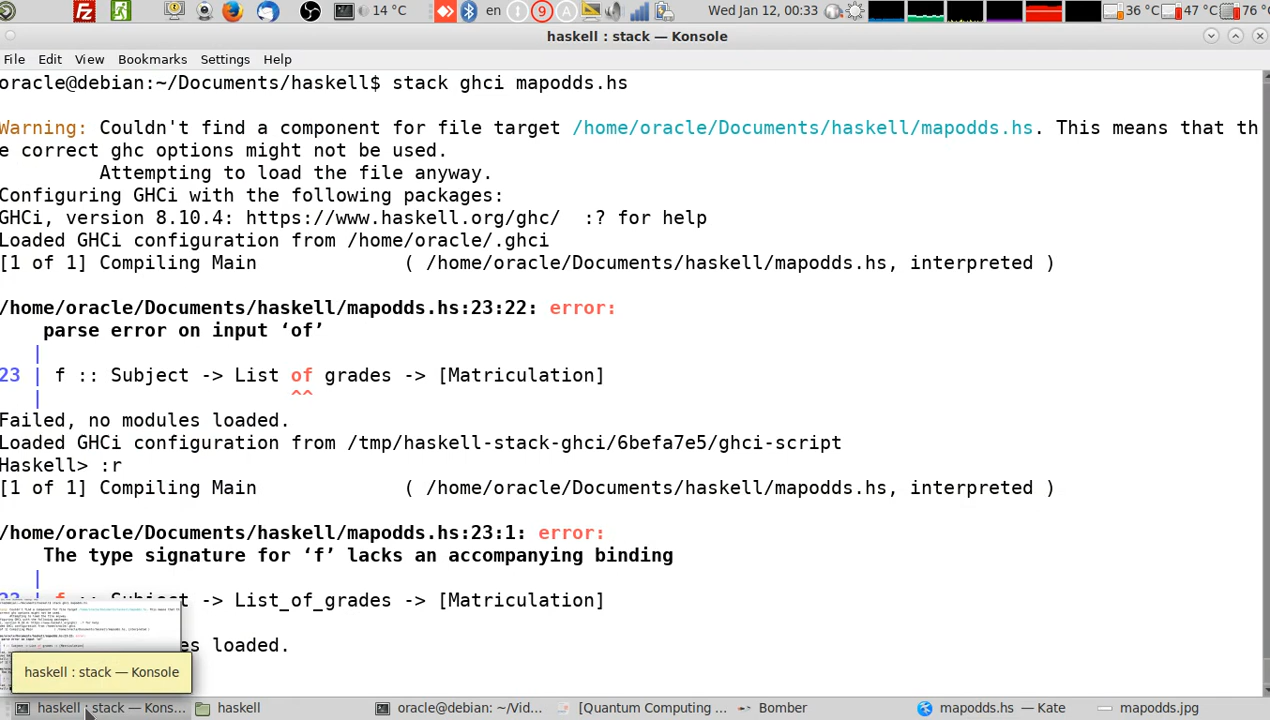 14 °C
en
9
A
Wed Jan 12, 00:33
36 °C
47 °C
76 °C
haskell : stack — Konsole
File Edit View Bookmarks Settings Help
oracle@debian:~/Documents/haskell$ stack ghci mapodds.hs
Warning: Couldn't find a component for file target /home/oracle/Documents/haskell/mapodds.hs. This means that th
e correct ghc options might not be used.
Attempting to load the file anyway.
Configuring GHCi with the following packages:
GHCi, version 8.10.4: https://www.haskell.org/ghc/  :? for help
Loaded GHCi configuration from /home/oracle/.ghci
[1 of 1] Compiling Main             ( /home/oracle/Documents/haskell/mapodds.hs, interpreted )
/home/oracle/Documents/haskell/mapodds.hs:23:22: error:
parse error on input ‘of’
|
23 | f :: Subject -> List of grades -> [Matriculation]
|                      ^^
Failed, no modules loaded.
Loaded GHCi configuration from /tmp/haskell-stack-ghci/6befa7e5/ghci-script
Haskell> :r
[1 of 1] Compiling Main             ( /home/oracle/Documents/haskell/mapodds.hs, interpreted )
/home/oracle/Documents/haskell/mapodds.hs:23:1: error:
The type signature for ‘f’ lacks an accompanying binding
|
-> List_of_grades -> [Matriculation]
es loaded.
haskell : stack — Konsole
haskell : stack — Kons...
haskell
oracle@debian: ~/Vid...
[Quantum Computing ...
Bomber
mapodds.hs — Kate
mapodds.jpg